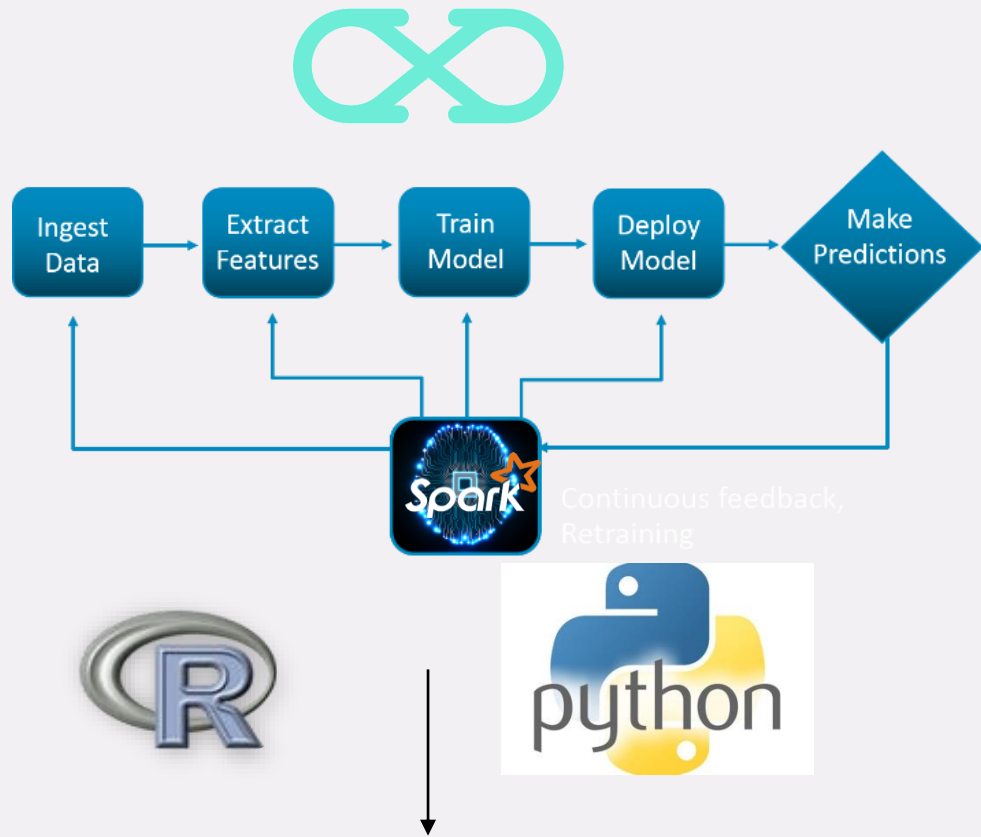 Ingest
Data
Extract
Features
Train
Model
Deploy
Model
Make
Predictions
Spark
Continuous feedback,
Retraining
R
python